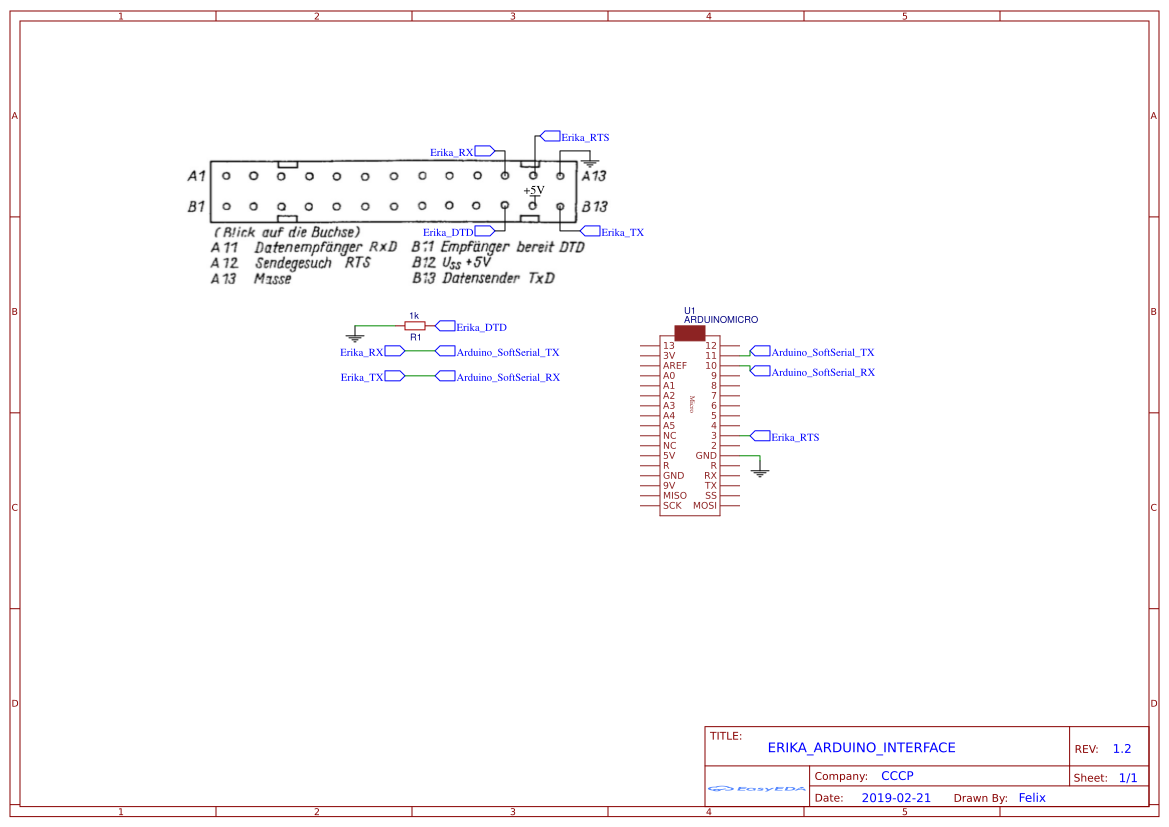 1 2 3 4 5
A A
Erika_RTS
Erika_RX
A1 A13
+5V
B1 B13
Erika_DTD Erika_TX
(Blick auf die Buchse)
A11 Datenempfänger RxD B11 Empfänger bereit DTD
A12 Sendegesuch RTS B12 Uss +5V
A13 Masse B13 Datensender TxD
B B
1k
R1
Erika_DTD
Erika_RX Arduino_SoftSerial_TX
Erika_TX Arduino_SoftSerial_RX
U1
ARDUINOMICRO
13 12
3V 11 Arduino_SoftSerial_TX
AREF 10 Arduino_SoftSerial_RX
A0 9
A1 8
A2 7
A3 6
A4 5
A5 4
NC 3 Erika_RTS
NC 2
5V GND
R R
GND RX
9V TX
MISO SS
SCK MOSI
Micro
C C
D D
TITLE:
ERIKA_ARDUINO_INTERFACE
REV: 1.2
EasyEDA
Company: CCCP
Sheet: 1/1
Date: 2019-02-21 Drawn By: Felix
1 2 3 4 5